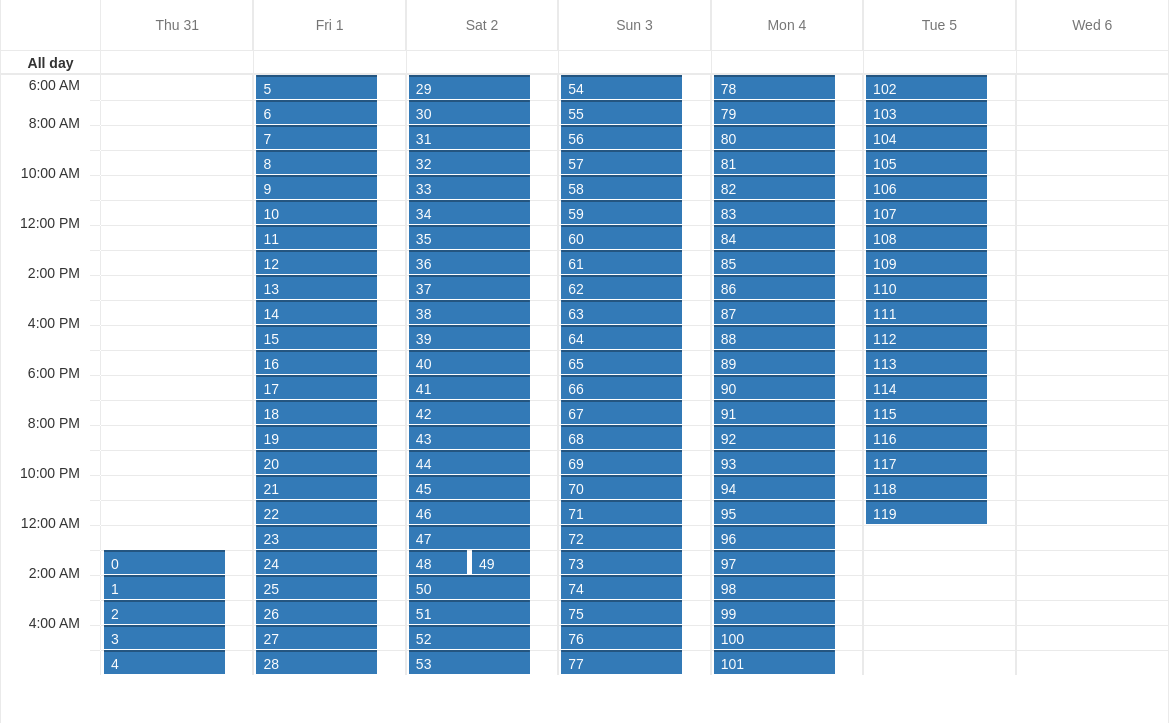 Thu 31 Fri 1 Sat 2 Sun 3 Mon 4 Tue 5 Wed 6
All day
6:00 AM 5 29 54 78 102
6 30 55 79 103
8:00 AM 7 31 56 80 104
8 32 57 81 105
10:00 AM 9 33 58 82 106
10 34 59 83 107
12:00 PM 11 35 60 84 108
12 36 61 85 109
2:00 PM 13 37 62 86 110
14 38 63 87 111
4:00 PM 15 39 64 88 112
16 40 65 89 113
6:00 PM 17 41 66 90 114
18 42 67 91 115
8:00 PM 19 43 68 92 116
20 44 69 93 117
10:00 PM 21 45 70 94 118
22 46 71 95 119
12:00 AM 23 47 72 96
0 24 48 49 73 97
2:00 AM 1 25 50 74 98
2 26 51 75 99
4:00 AM 3 27 52 76 100
4 28 53 77 101